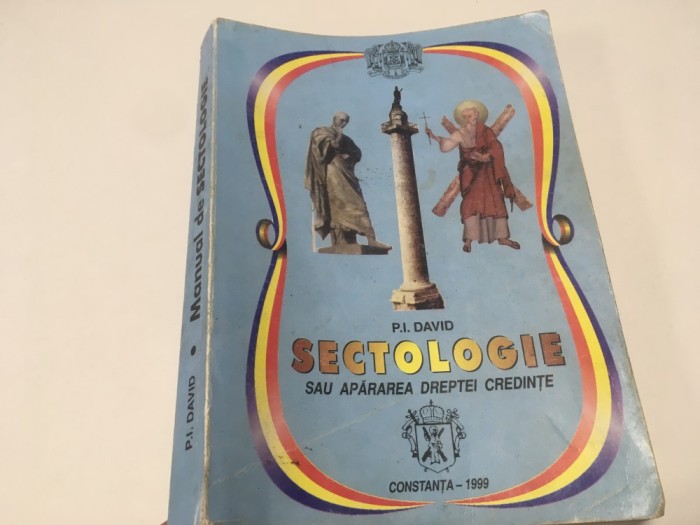 P.I. DAVID • Manual de SECTOLOGIE
P.I. DAVID
SECTOLOGIE
SAU APĂRAREA DREPTEI CREDINȚE
CONSTANȚA – 1999